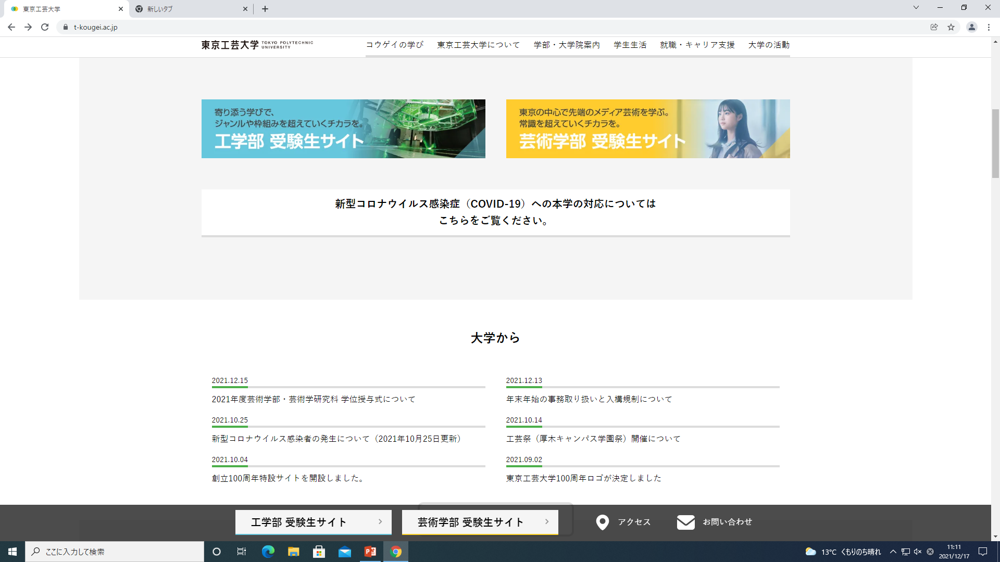 東京工芸大学
新しいタブ
t-kougei.ac.jp
東京工芸大学 TOKYO POLYTECHNIC UNIVERSITY
コウゲイの学び 東京工芸大学について 学部・大学院案内 学生生活 就職・キャリア支援 大学の活動
寄り添う学びで、
ジャンルや枠組みを超えていくチカラを。
工学部 受験生サイト
東京の中心で先端のメディア芸術を学ぶ。
常識を超えていくチカラを。
芸術学部 受験生サイト
新型コロナウイルス感染症（COVID-19）への本学の対応については
こちらをご覧ください。
大学から
2021.12.15
2021年度芸術学部・芸術学研究科 学位授与式について
2021.12.13
年末年始の事務取り扱いと入構規制について
2021.10.25
新型コロナウイルス感染者の発生について（2021年10月25日更新）
2021.10.14
工芸祭（厚木キャンパス学園祭）開催について
2021.10.04
創立100周年特設サイトを開設しました。
2021.09.02
東京工芸大学100周年ロゴが決定しました
工学部 受験生サイト
芸術学部 受験生サイト
アクセス
お問い合わせ
ここに入力して検索
13°C くもりのち晴れ
11:11
2021/12/17